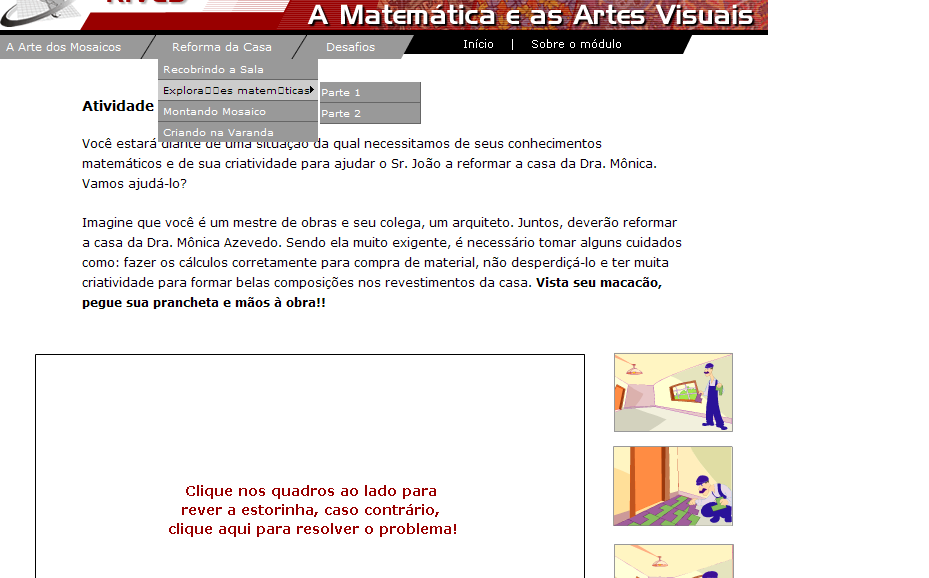 A Matemática e as Artes Visuais
A Arte dos Mosaicos
Reforma da Casa
Desafios
Início | Sobre o módulo
Recobrindo a Sala
Explora▯▯es matem▯ticas
Parte 1
Montando Mosaico
Parte 2
Criando na Varanda
Atividade
Você estará diante de uma situação da qual necessitamos de seus conhecimentos
matemáticos e de sua criatividade para ajudar o Sr. João a reformar a casa da Dra. Mônica.
Vamos ajudá-lo?
Imagine que você é um mestre de obras e seu colega, um arquiteto. Juntos, deverão reformar
a casa da Dra. Mônica Azevedo. Sendo ela muito exigente, é necessário tomar alguns cuidados
como: fazer os cálculos corretamente para compra de material, não desperdiçá-lo e ter muita
criatividade para formar belas composições nos revestimentos da casa. Vista seu macacão,
pegue sua prancheta e mãos à obra!!
Clique nos quadros ao lado para
rever a estorinha, caso contrário,
clique aqui para resolver o problema!